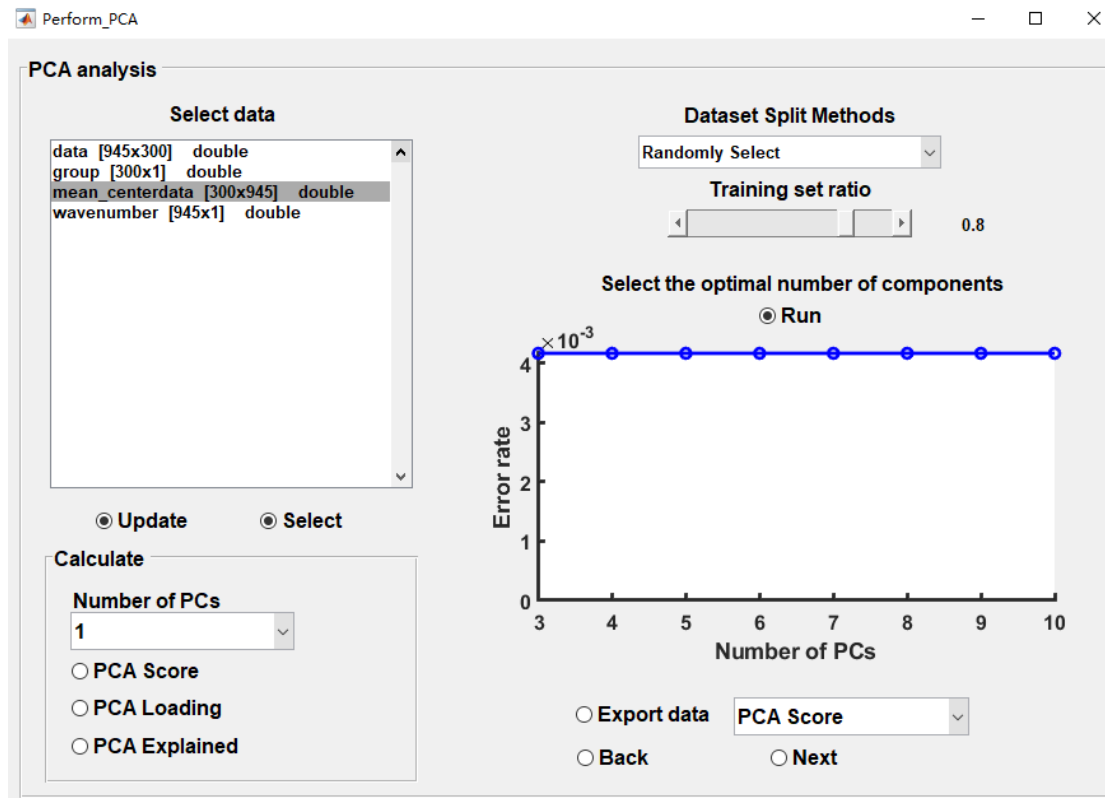 Perform_PCA
PCA analysis
Select data
data [945x300] double
group [300x1] double
mean_centerdata [300x945] double
wavenumber [945x1] double
Update
Select
Calculate
Number of PCs
1
PCA Score
PCA Loading
PCA Explained
Dataset Split Methods
Randomly Select
Training set ratio
0.8
Select the optimal number of components
Run
×10^-3
4
3
2
1
0
Error rate
3 4 5 6 7 8 9 10
Number of PCs
Export data
PCA Score
Back
Next